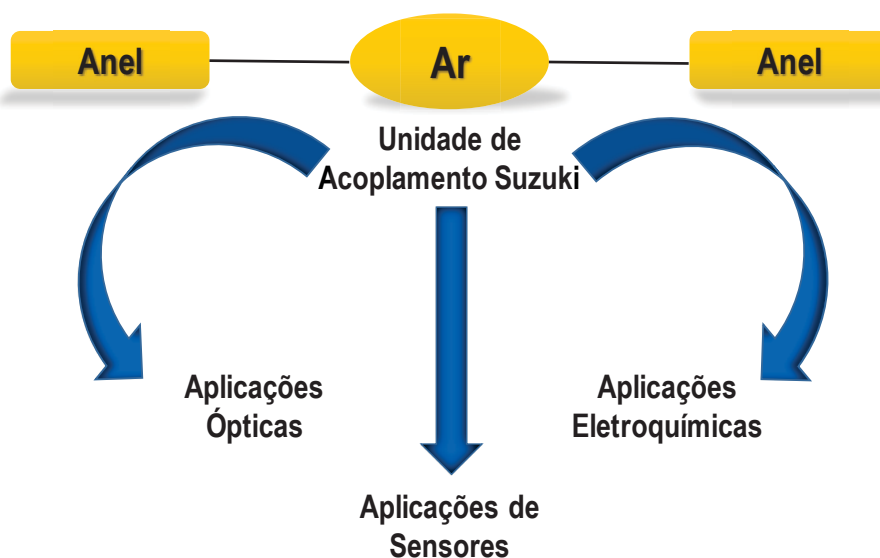 Anel Ar Anel
Unidade de
Acoplamento Suzuki
Aplicações
Ópticas
Aplicações
Eletroquímicas
Aplicações de
Sensores